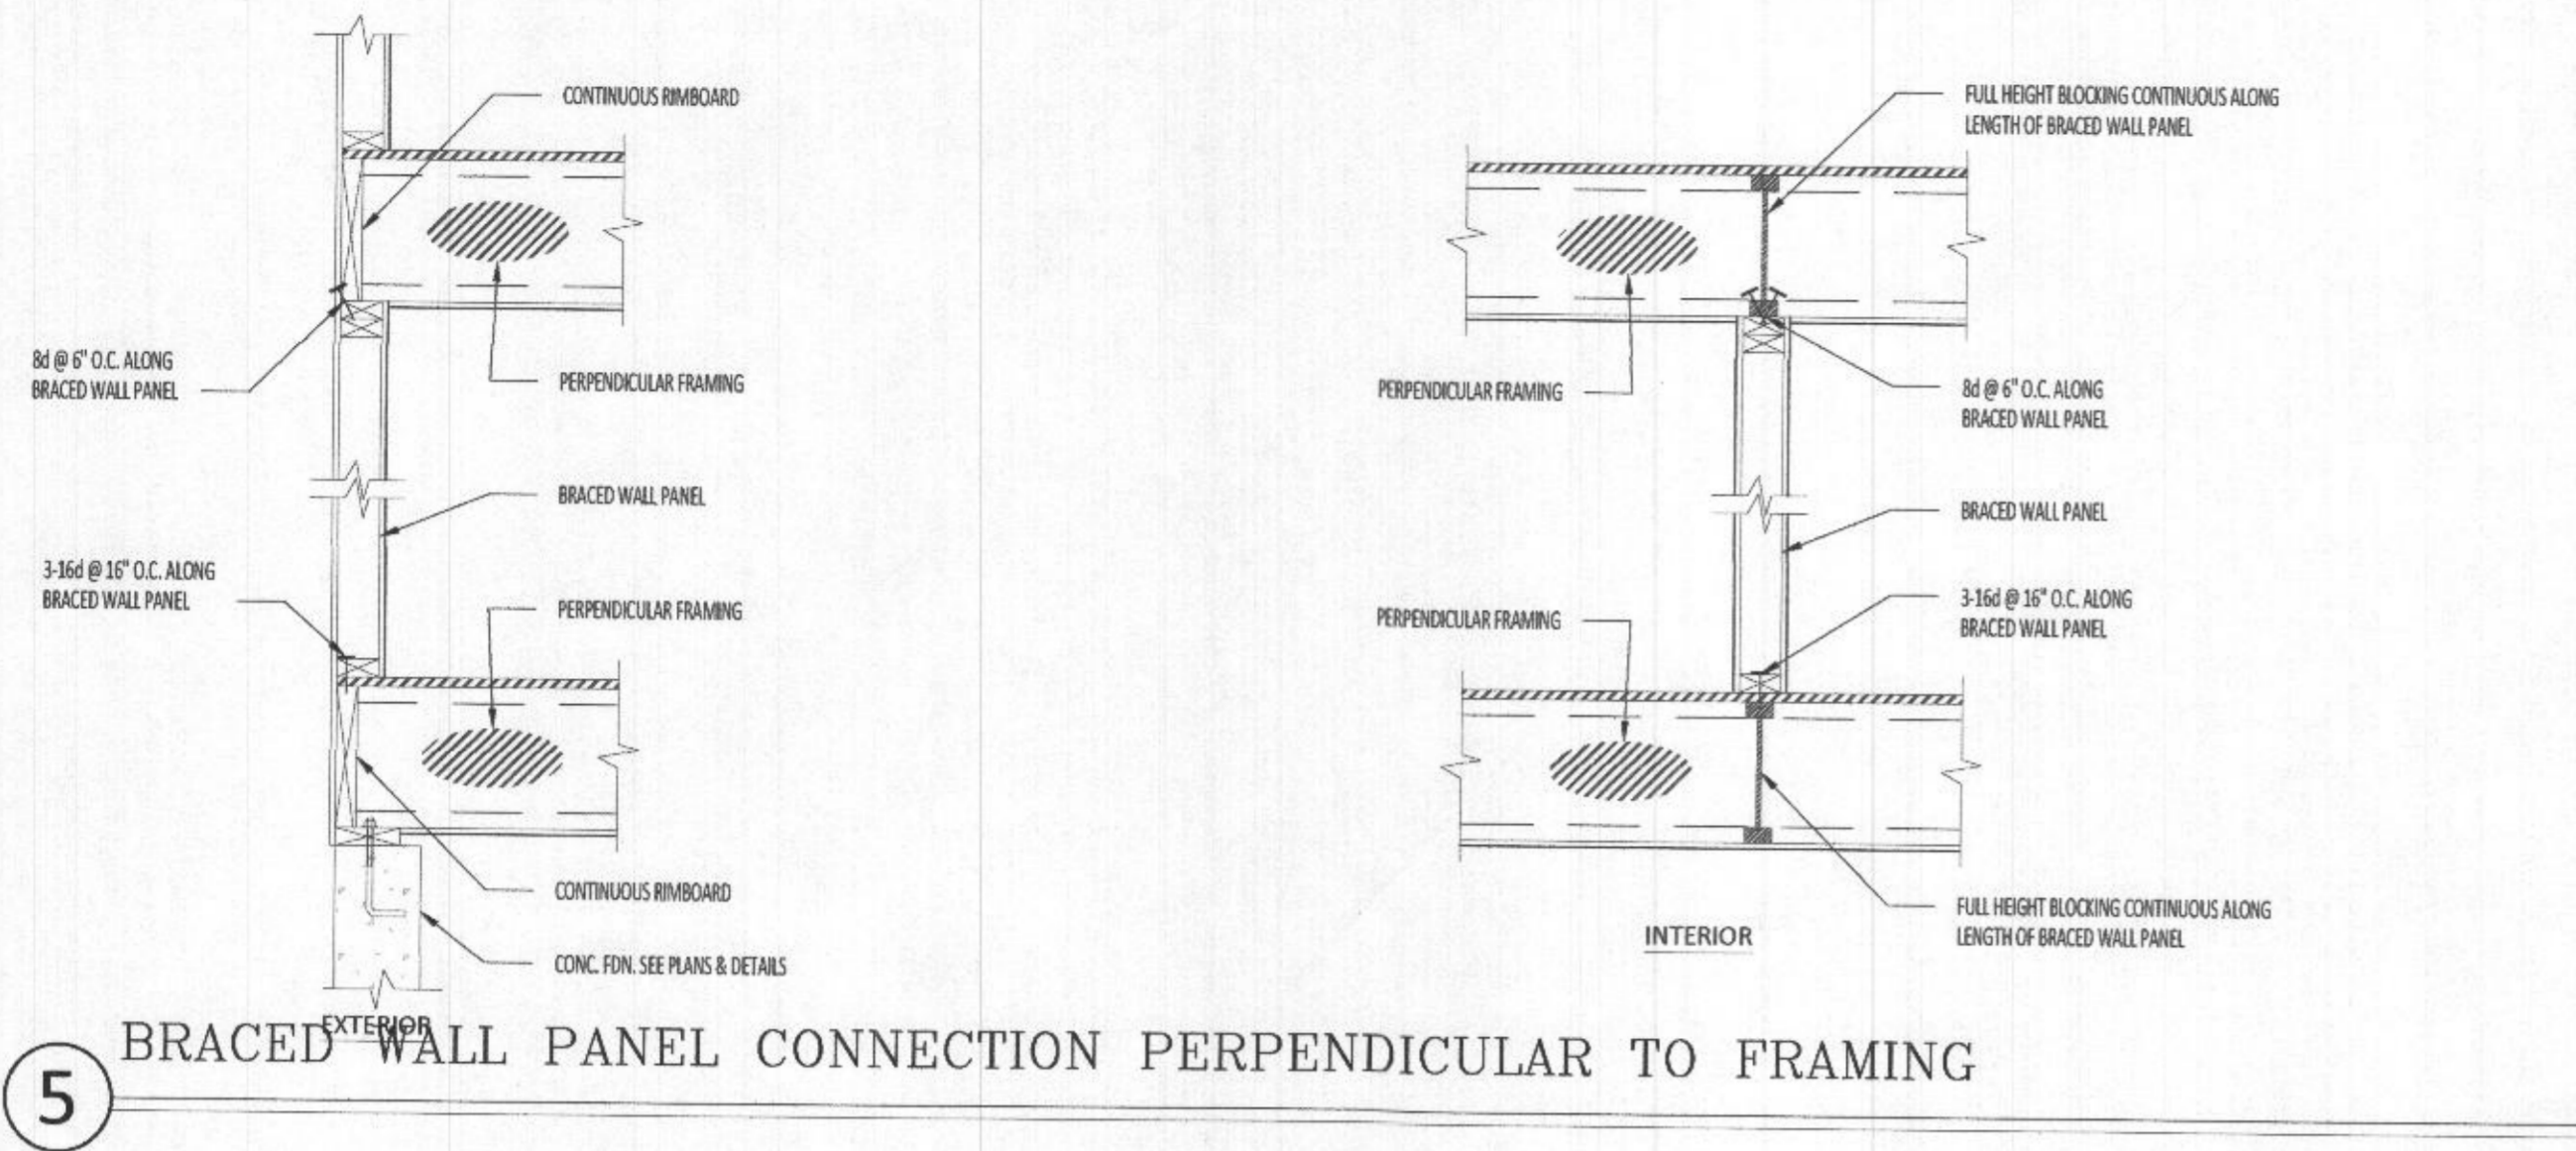 CONTINUOUS RIMBOARD
8d @ 6" O.C. ALONG
BRACED WALL PANEL
PERPENDICULAR FRAMING
BRACED WALL PANEL
3-16d @ 16" O.C. ALONG
BRACED WALL PANEL
PERPENDICULAR FRAMING
CONTINUOUS RIMBOARD
CONC. FDN. SEE PLANS & DETAILS
EXTERIOR
FULL HEIGHT BLOCKING CONTINUOUS ALONG
LENGTH OF BRACED WALL PANEL
PERPENDICULAR FRAMING
8d @ 6" O.C. ALONG
BRACED WALL PANEL
BRACED WALL PANEL
PERPENDICULAR FRAMING
3-16d @ 16" O.C. ALONG
BRACED WALL PANEL
FULL HEIGHT BLOCKING CONTINUOUS ALONG
LENGTH OF BRACED WALL PANEL
INTERIOR
5 BRACED WALL PANEL CONNECTION PERPENDICULAR TO FRAMING